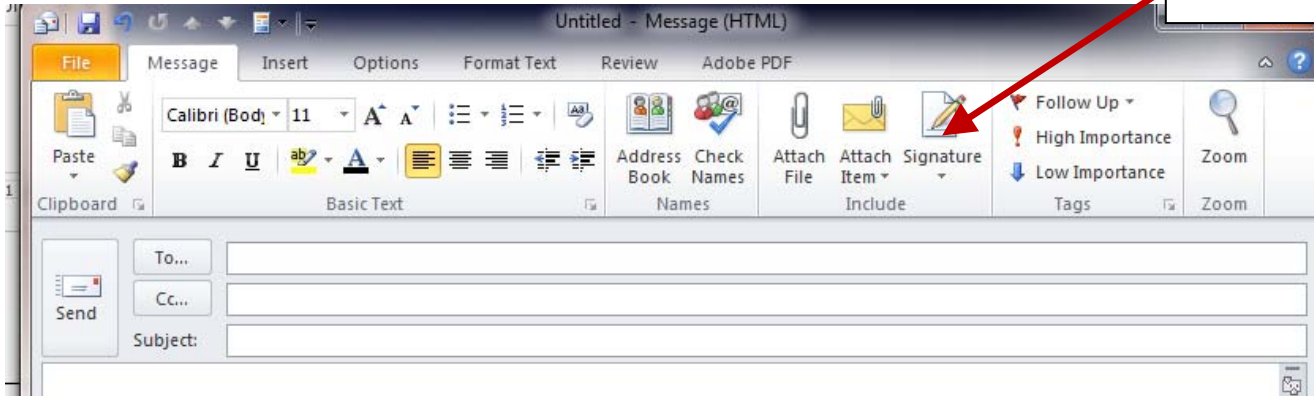 Untitled - Message (HTML)
File Message Insert Options Format Text Review Adobe PDF
Calibri (Body 11
Follow Up
High Importance
Low Importance
Paste
B I U
Address Book
Check Names
Attach File
Attach Item
Signature
Zoom
Clipboard Basic Text Names Include Tags Zoom
To...
Cc...
Send
Subject: